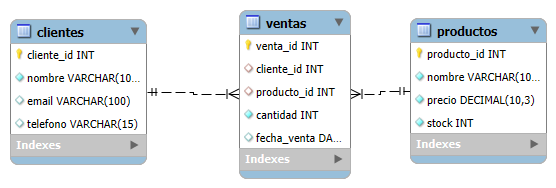 clientes
cliente_id INT
nombre VARCHAR(10...
email VARCHAR(100)
telefono VARCHAR(15)
Indexes
ventas
venta_id INT
cliente_id INT
producto_id INT
cantidad INT
fecha_venta DA...
Indexes
productos
producto_id INT
nombre VARCHAR(10...
precio DECIMAL(10,3)
stock INT
Indexes